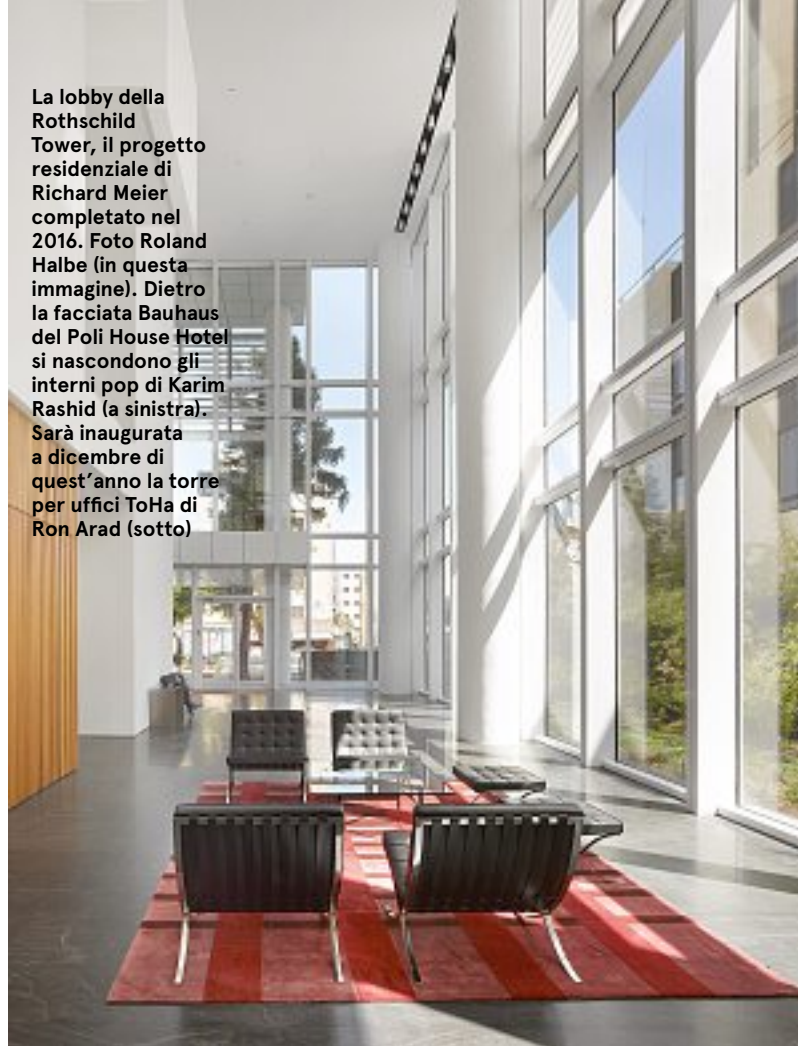 La lobby della
Rothschild
Tower, il progetto
residenziale di
Richard Meier
completato nel
2016. Foto Roland
Halbe (in questa
immagine). Dietro
la facciata Bauhaus
del Poli House Hotel
si nascondono gli
interni pop di Karim
Rashid (a sinistra).
Sarà inaugurata
a dicembre di
quest’anno la torre
per uffici ToHa di
Ron Arad (sotto)